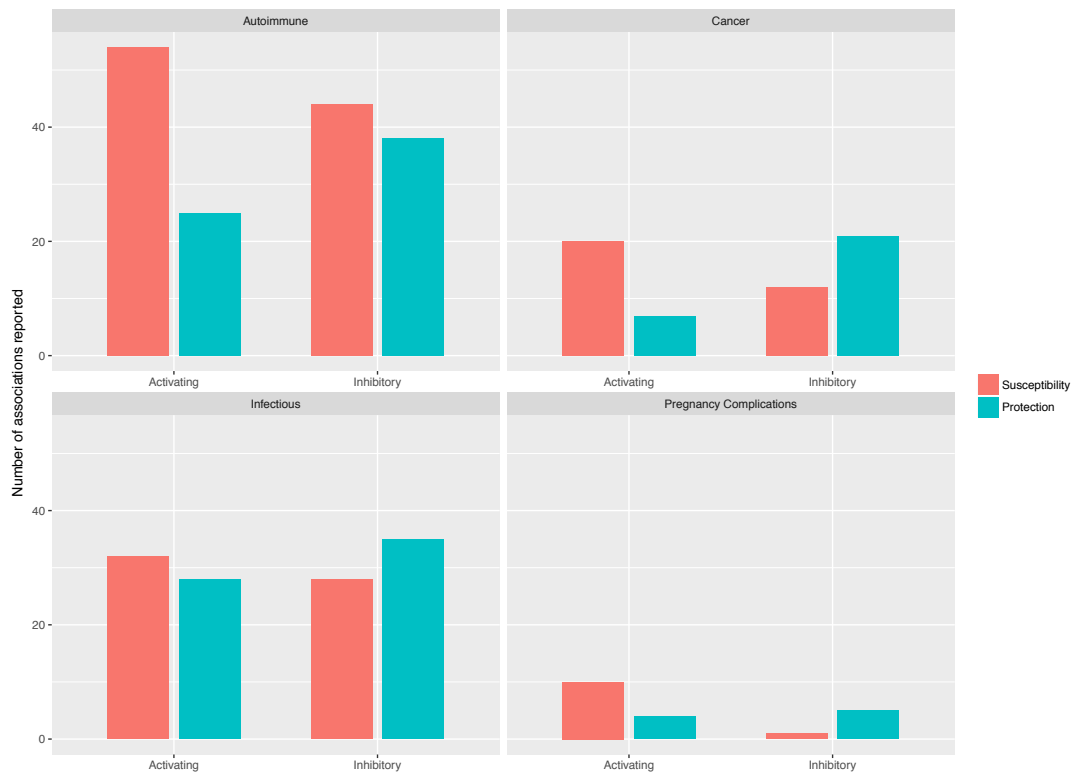 Autoimmune
Cancer
40
20
0
Activating
Inhibitory
Activating
Inhibitory
Infectious
Pregnancy Complications
40
20
0
Activating
Inhibitory
Activating
Inhibitory
Number of associations reported
Susceptibility
Protection